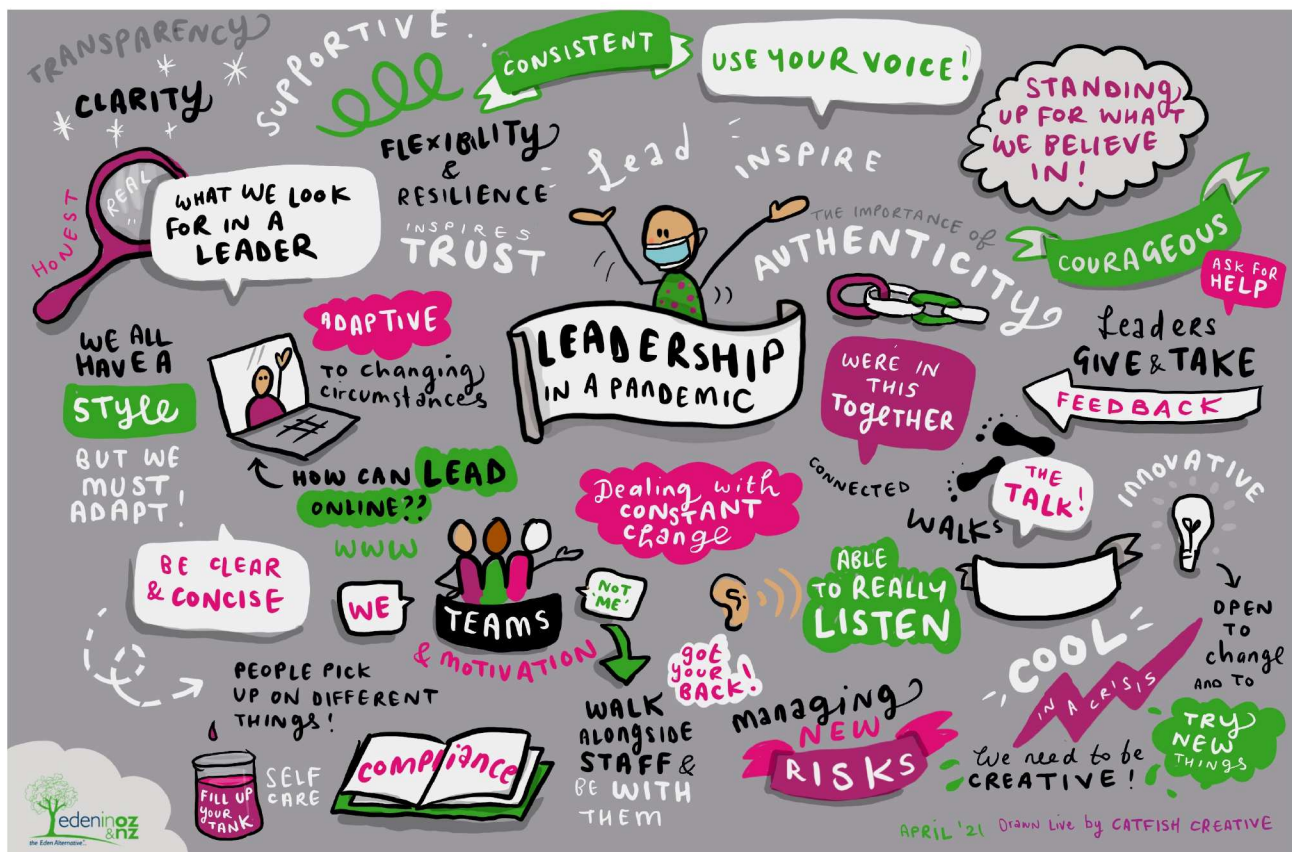 TRANSPARENCY
CLARITY
SUPPORTIVE...
CONSISTENT
USE YOUR VOICE!
STANDING
UP FOR WHAT
WE BELIEVE
IN!
FLEXIBILITY
&
RESILIENCE
INSPIRES
TRUST
Lead
INSPIRE
HONEST
REAL
WHAT WE LOOK
FOR IN A
LEADER
THE IMPORTANCE of
AUTHENTICITY
COURAGEOUS
ASK FOR
HELP
Leaders
GIVE & TAKE
FEEDBACK
WE ALL
HAVE A
STYLE
BUT WE
MUST
ADAPT!
ADAPTIVE
TO changing
circumstances
LEADERSHIP
IN A PANDEMIC
WERE IN
THIS
TOGETHER
CONNECTED
HOW CAN LEAD
ONLINE??
WWW
Dealing with
CONSTANT
change
WALKS
THE
TALK!
INNOVATIVE
BE CLEAR
& CONCISE
WE
TEAMS
& MOTIVATION
NOT
'ME'
ABLE
TO REALLY
LISTEN
OPEN
TO
change
AND TO
TRY
NEW
THINGS
PEOPLE PICK
UP ON DIFFERENT
THINGS!
got
your
BACK!
WALK
ALONGSIDE
STAFF &
BE WITH
THEM
managing
NEW
RISKS
COOL
IN A CRISIS
We need to be
CREATIVE!
FILL UP
your
TANK
SELF
CARE
compliance
edeninoz
&nz
the Eden Alternative™
APRIL '21 Drawn Live by CATFISH CREATIVE